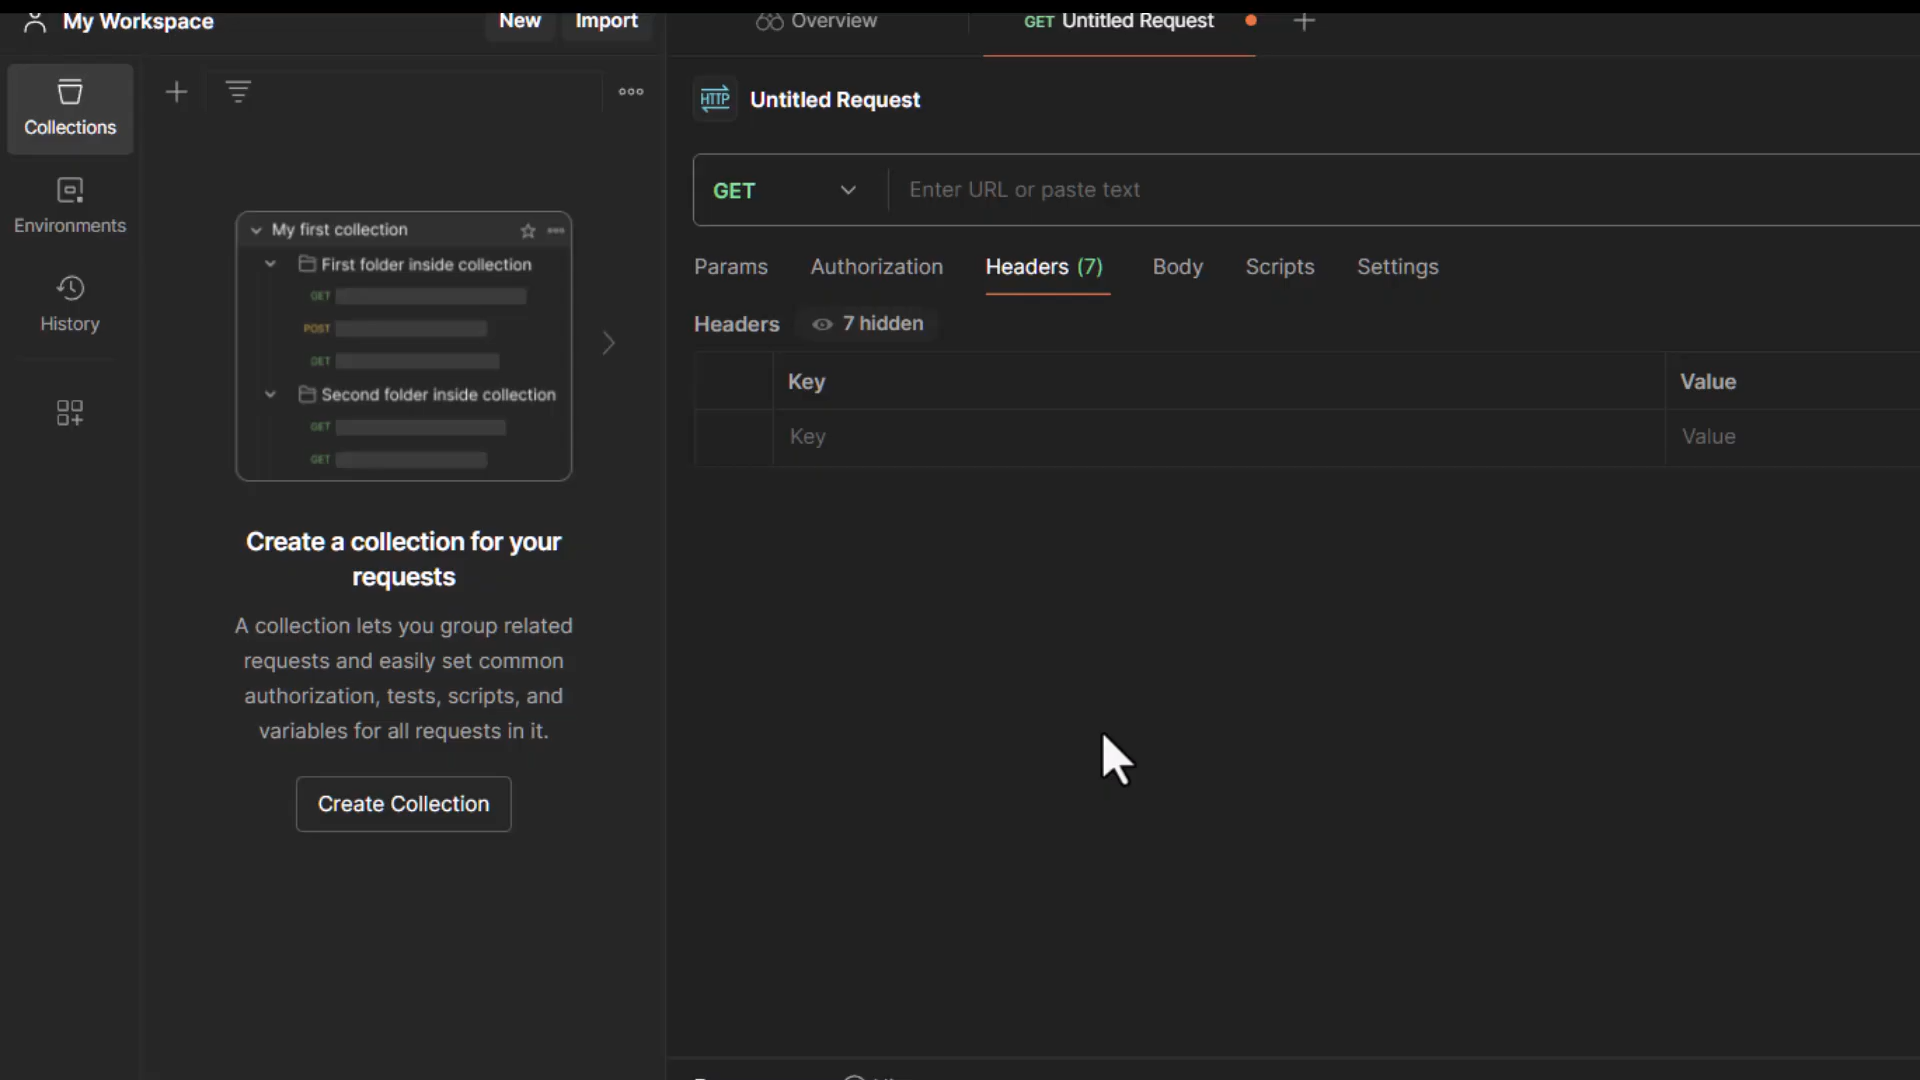 My Workspace
New
Import
Overview
GET Untitled Request
Collections
Environments
History
My first collection
First folder inside collection
GET
POST
GET
Second folder inside collection
GET
GET
Create a collection for your
requests
A collection lets you group related
requests and easily set common
authorization, tests, scripts, and
variables for all requests in it.
Create Collection
HTTP
Untitled Request
GET
Enter URL or paste text
Params
Authorization
Headers (7)
Body
Scripts
Settings
Headers
7 hidden
Key
Value
Key
Value